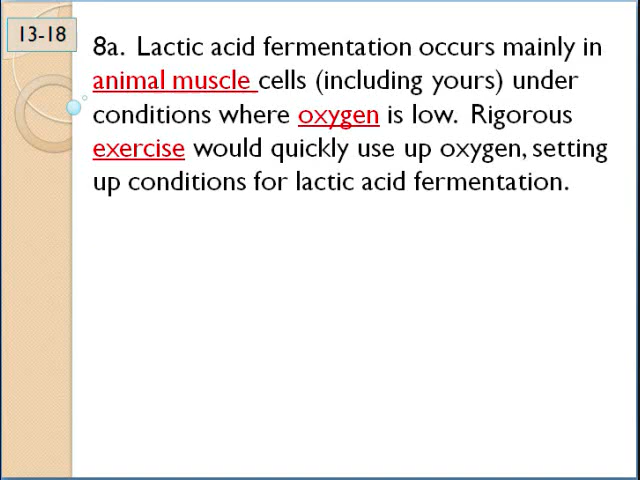 13-18
8a. Lactic acid fermentation occurs mainly in
animal muscle cells (including yours) under
conditions where oxygen is low. Rigorous
exercise would quickly use up oxygen, setting
up conditions for lactic acid fermentation.